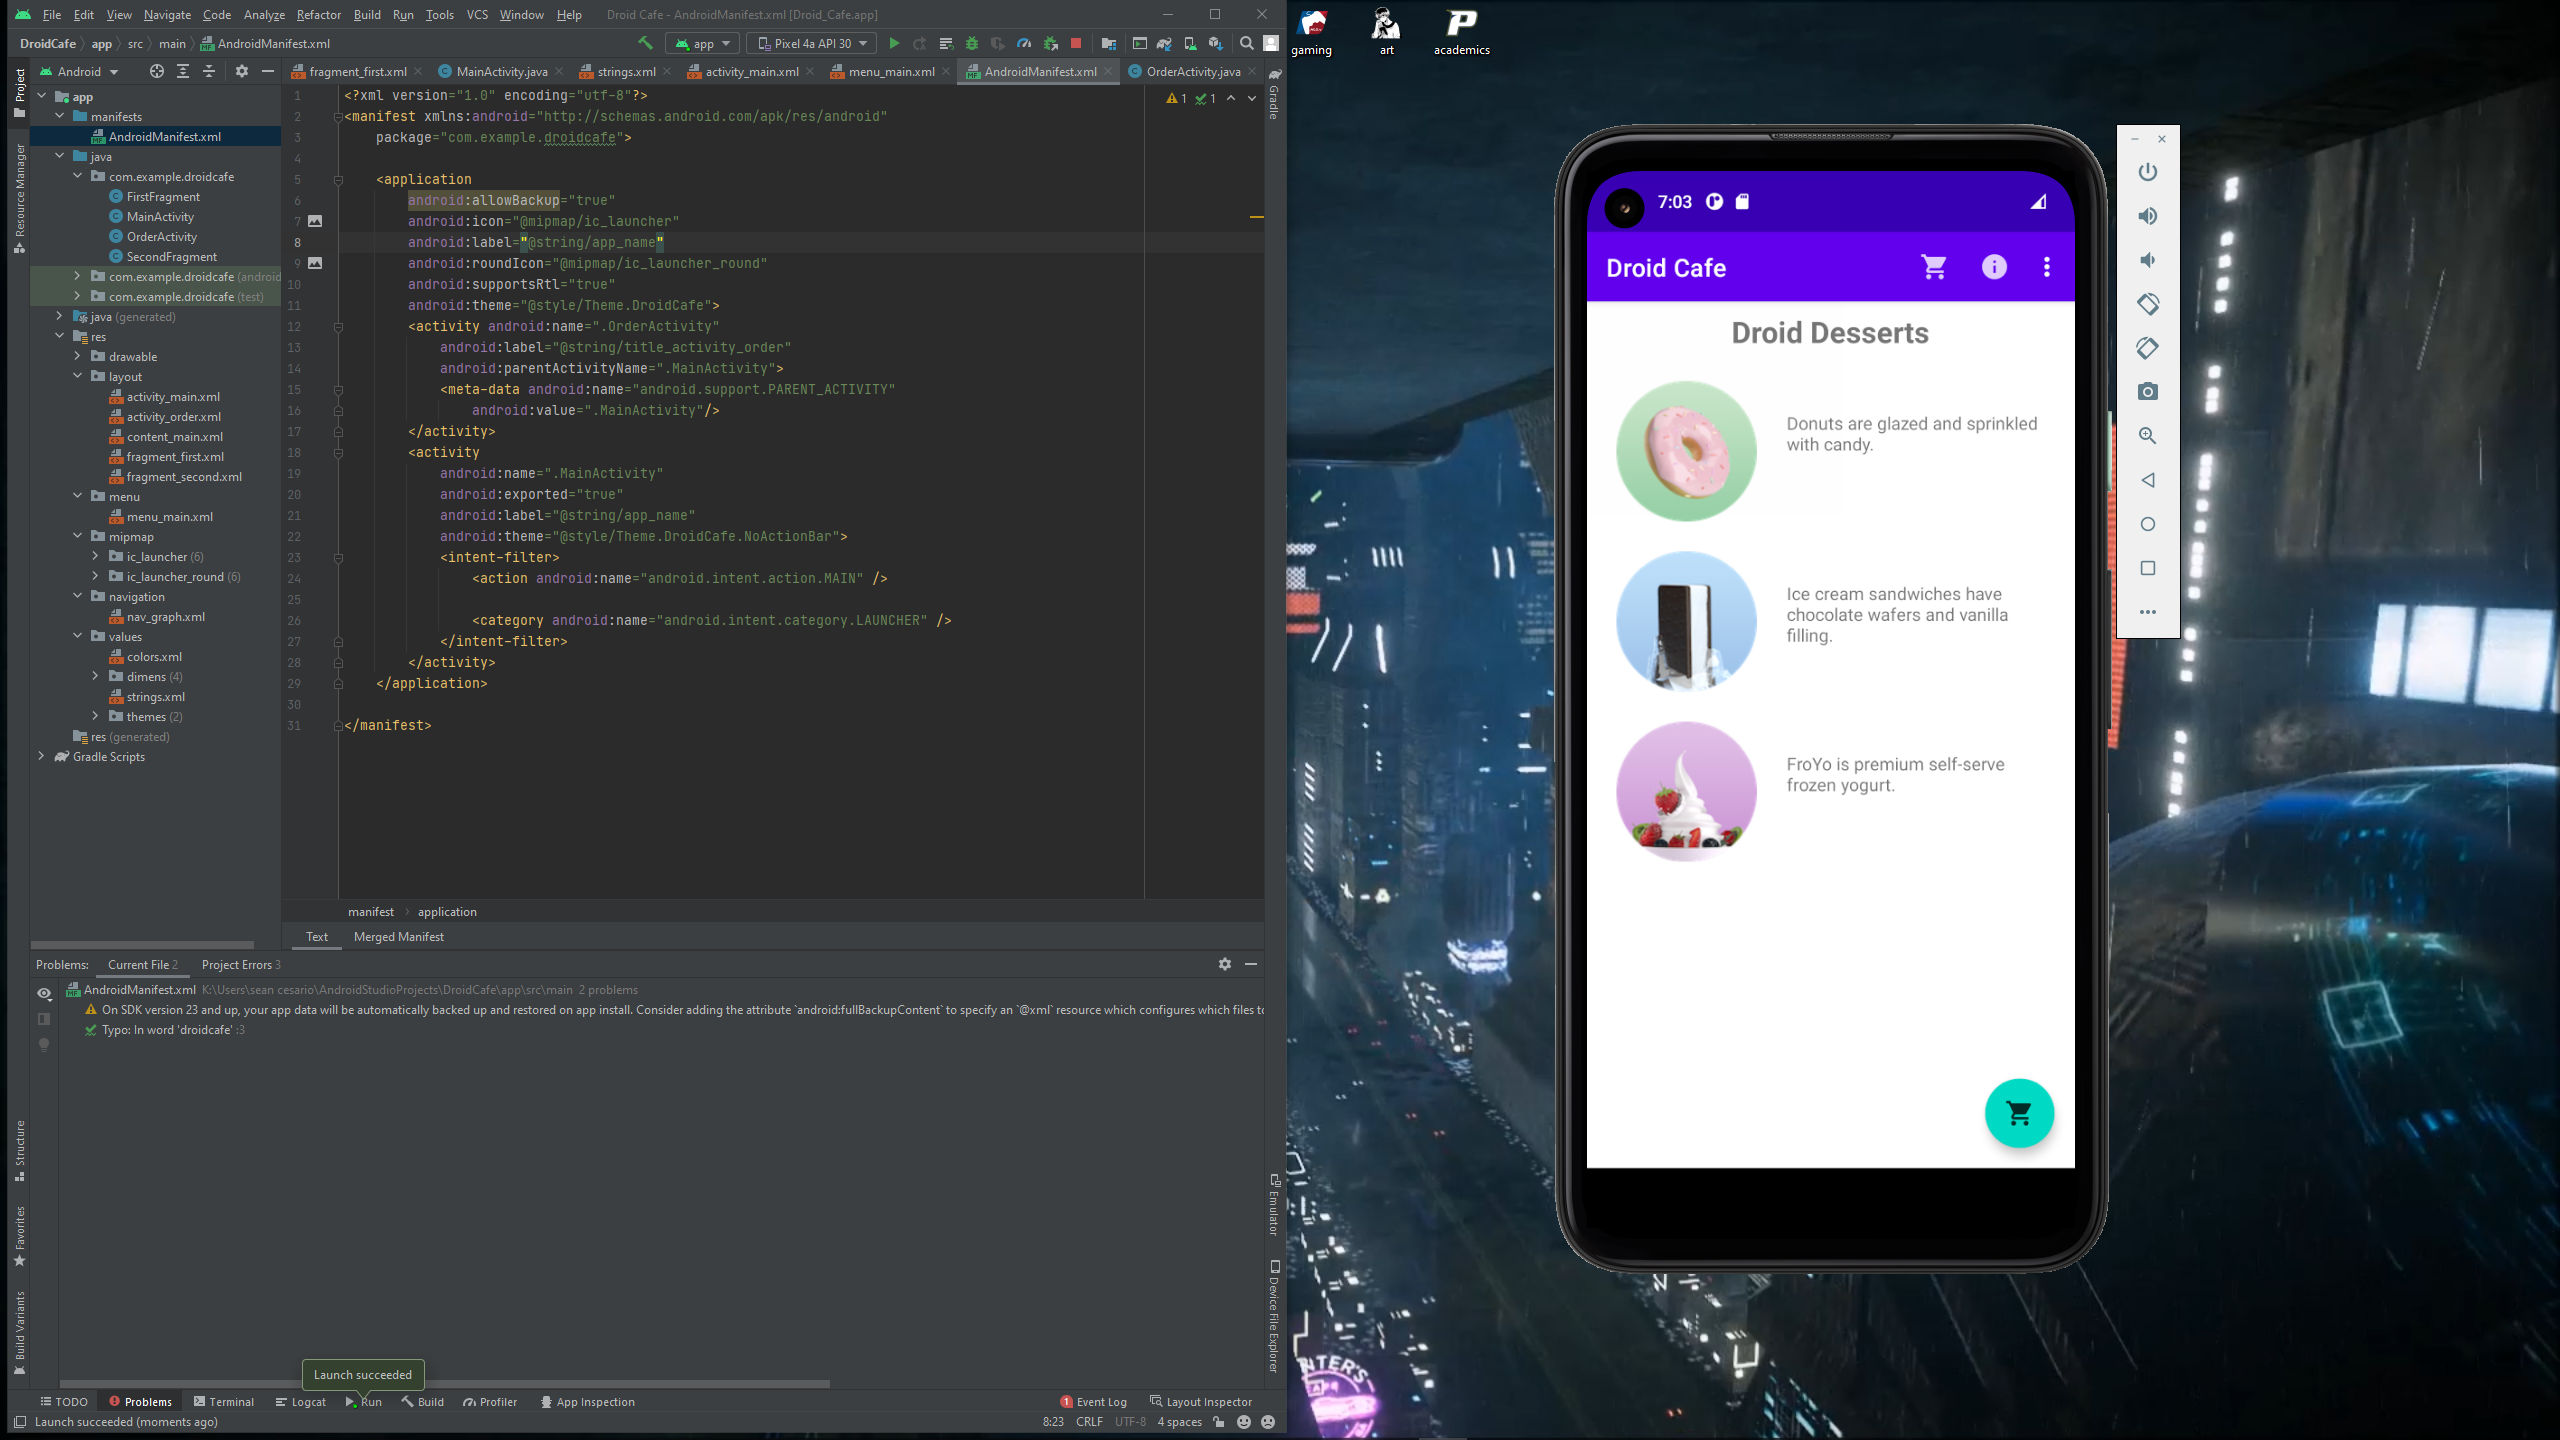 File Edit View Navigate Code Analyze Refactor Build Run Tools VCS Window Help Droid Cafe - AndroidManifest.xml [Droid_Cafe.app]
DroidCafe app src main AndroidManifest.xml app Pixel 4a API 30
Android fragment_first.xml MainActivity.java strings.xml activity_main.xml menu_main.xml AndroidManifest.xml OrderActivity.java
Project
Resource Manager
Structure
Favorites
Build Variants
app
manifests
AndroidManifest.xml
java
com.example.droidcafe
FirstFragment
MainActivity
OrderActivity
SecondFragment
com.example.droidcafe (android
com.example.droidcafe (test)
java (generated)
res
drawable
layout
activity_main.xml
activity_order.xml
content_main.xml
fragment_first.xml
fragment_second.xml
menu
menu_main.xml
mipmap
ic_launcher (6)
ic_launcher_round (6)
navigation
nav_graph.xml
values
colors.xml
dimens (4)
strings.xml
themes (2)
res (generated)
Gradle Scripts
1 <?xml version="1.0" encoding="utf-8"?>
2 <manifest xmlns:android="http://schemas.android.com/apk/res/android"
3 package="com.example.droidcafe">
4
5 <application
6 android:allowBackup="true"
7 android:icon="@mipmap/ic_launcher"
8 android:label="@string/app_name"
9 android:roundIcon="@mipmap/ic_launcher_round"
10 android:supportsRtl="true"
11 android:theme="@style/Theme.DroidCafe">
12 <activity android:name=".OrderActivity"
13 android:label="@string/title_activity_order"
14 android:parentActivityName=".MainActivity">
15 <meta-data android:name="android.support.PARENT_ACTIVITY"
16 android:value=".MainActivity"/>
17 </activity>
18 <activity
19 android:name=".MainActivity"
20 android:exported="true"
21 android:label="@string/app_name"
22 android:theme="@style/Theme.DroidCafe.NoActionBar">
23 <intent-filter>
24 <action android:name="android.intent.action.MAIN" />
25
26 <category android:name="android.intent.category.LAUNCHER" />
27 </intent-filter>
28 </activity>
29 </application>
30
31 </manifest>
1 1
Gradle
Emulator
Device File Explorer
manifest application
Text Merged Manifest
Problems: Current File 2 Project Errors 3
AndroidManifest.xml K:\Users\sean cesario\AndroidStudioProjects\DroidCafe\app\src\main 2 problems
On SDK version 23 and up, your app data will be automatically backed up and restored on app install. Consider adding the attribute `android:fullBackupContent` to specify an `@xml` resource which configures which files to
Typo: In word 'droidcafe' :3
Launch succeeded
TODO Problems Terminal Logcat Run Build Profiler App Inspection 1 Event Log Layout Inspector
Launch succeeded (moments ago) 8:23 CRLF UTF-8 4 spaces
gaming art academics
7:03
Droid Cafe
Droid Desserts
Donuts are glazed and sprinkled
with candy.
Ice cream sandwiches have
chocolate wafers and vanilla
filling.
FroYo is premium self-serve
frozen yogurt.